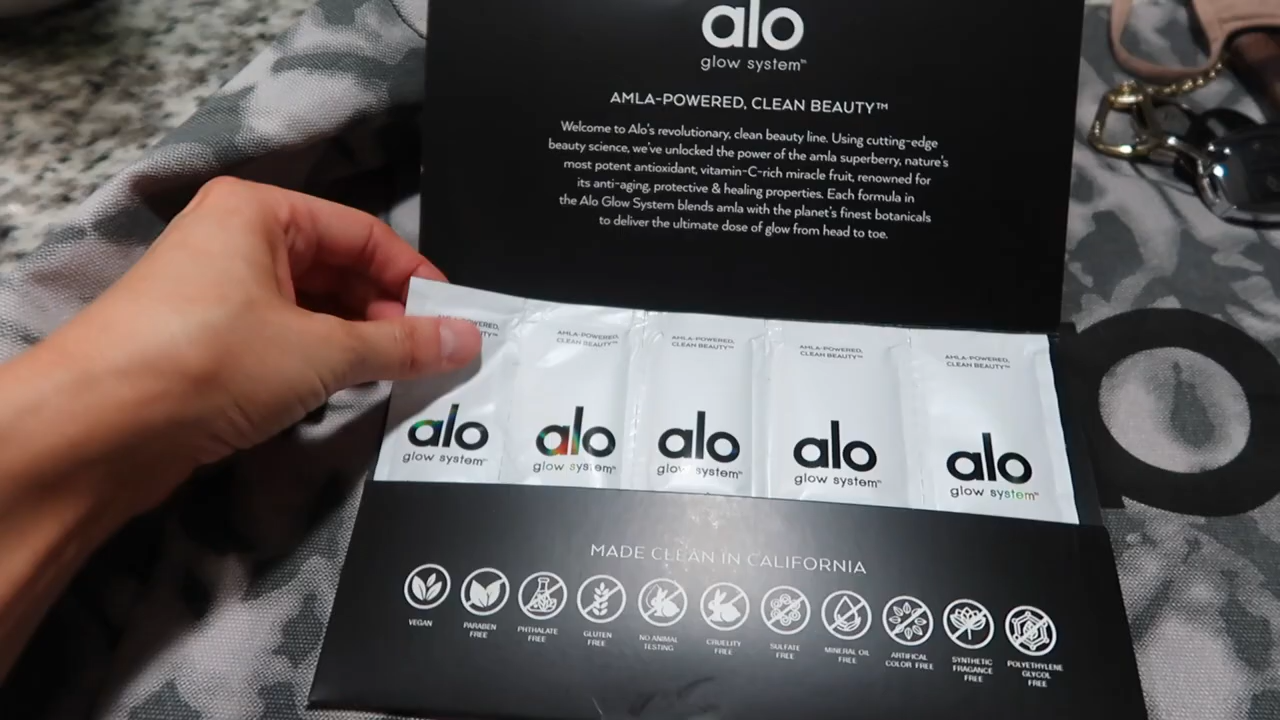 alo
glow system™
AMLA-POWERED, CLEAN BEAUTY™
Welcome to Alo's revolutionary, clean beauty line. Using cutting-edge
beauty science, we've unlocked the power of the amla superberry, nature's
most potent antioxidant, vitamin-C-rich miracle fruit, renowned for
its anti-aging, protective & healing properties. Each formula in
the Alo Glow System blends amla with the planet's finest botanicals
to deliver the ultimate dose of glow from head to toe.
alo
glow system™
AMLA-POWERED,
CLEAN BEAUTY™
alo
glow system™
AMLA-POWERED,
CLEAN BEAUTY™
alo
glow system™
AMLA-POWERED,
CLEAN BEAUTY™
alo
glow system™
AMLA-POWERED,
CLEAN BEAUTY™
alo
glow system™
MADE CLEAN IN CALIFORNIA
VEGAN
PARABEN
FREE
PHTHALATE
FREE
GLUTEN
FREE
NO ANIMAL
TESTING
CRUELITY
FREE
SULFATE
FREE
MINERAL OIL
FREE
ARTIFICAL
COLOR FREE
SYNTHETIC
FRAGANCE
FREE
POLYETHYLENE
GLYCOL
FREE